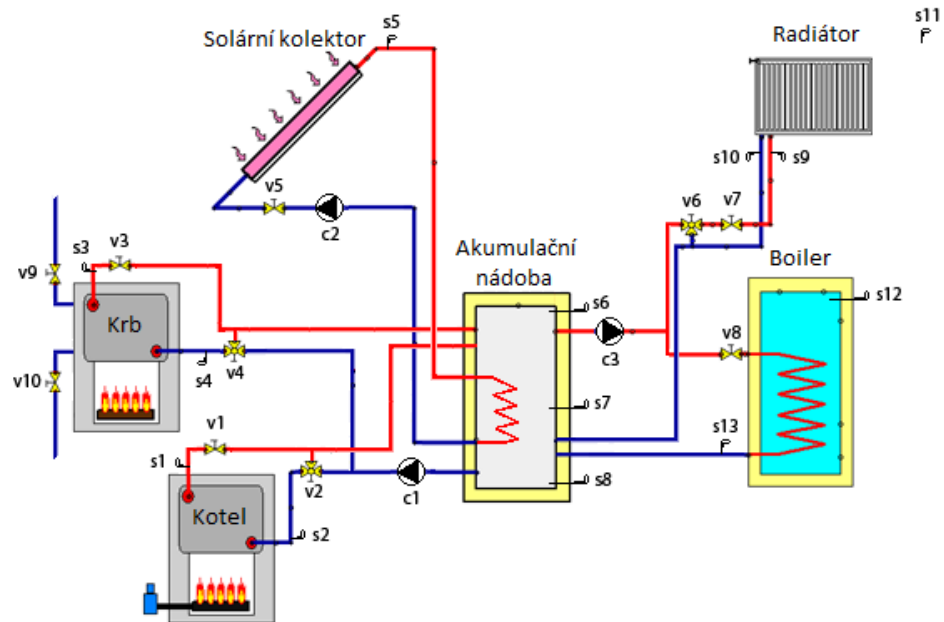 s5
s11
Solární kolektor
Radiátor
s10
s9
v5
v6
v7
c2
s3
v3
v9
Akumulační
nádoba
Boiler
s6
s12
Krb
c3
v8
v10
s4
v4
s7
v1
s13
s1
v2
c1
s8
Kotel
s2